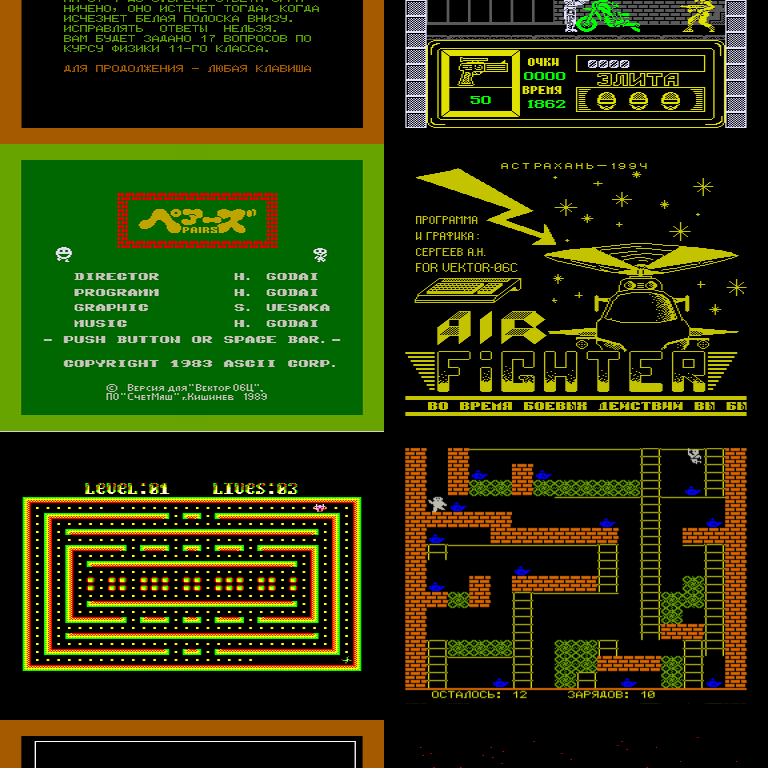 НИЧЕНО, ОНО ИСТЕЧЕТ ТОГДА, КОГДА
ИСЧЕЗНЕТ БЕЛАЯ ПОЛОСКА ВНИЗУ.
ИСПРАВЛЯТЬ ОТВЕТЫ НЕЛЬЗЯ.
ВАМ БУДЕТ ЗАДАНО 17 ВОПРОСОВ ПО
КУРСУ ФИЗИКИ 11-ГО КЛАССА.
ДЛЯ ПРОДОЛЖЕНИЯ - ЛЮБАЯ КЛАВИША
50
ОЧКИ
0000
ВРЕМЯ
1862
0000
ЭЛИТА
ペアーズ
PAIRS
DIRECTOR H. GODAI
PROGRAMM H. GODAI
GRAPHIC S. UESAKA
MUSIC H. GODAI
- PUSH BUTTON OR SPACE BAR. -
COPYRIGHT 1983 ASCII CORP.
© Версия для "Вектор 06Ц".
ПО "СчетМаш", г.Кишинев 1989
АСТРАХАНЬ-1994
ПРОГРАММА
И ГРАФИКА:
СЕРГЕЕВ А.Н.
FOR VEKTOR-06C
AIR
FiGHTER
ВО ВРЕМЯ БОЕВЫХ ДЕЙСТВИЙ ВЫ
LEVEL:01 LIVES:03
ОСТАЛОСЬ: 12 ЗАРЯДОВ: 10